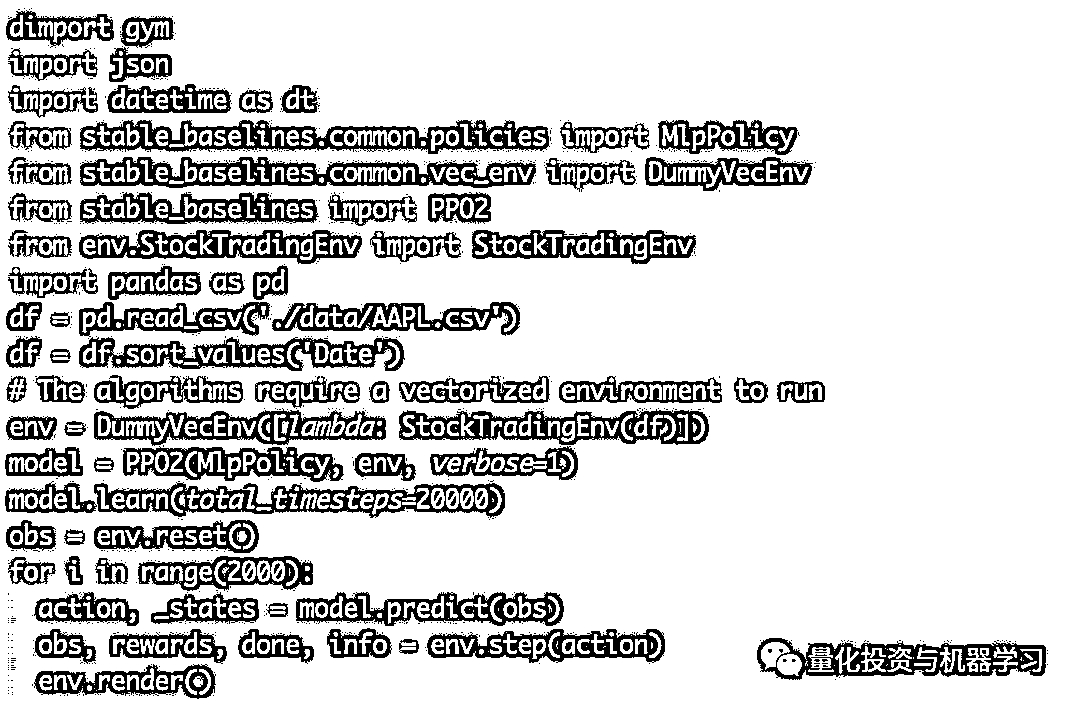 dimport gym
import json
import datetime as dt
from stable_baselines.common.policies import MlpPolicy
from stable_baselines.common.vec_env import DummyVecEnv
from stable_baselines import PPO2
from env.StockTradingEnv import StockTradingEnv
import pandas as pd
df = pd.read_csv('./data/AAPL.csv')
df = df.sort_values('Date')
# The algorithms require a vectorized environment to run
env = DummyVecEnv([lambda: StockTradingEnv(df)])
model = PPO2(MlpPolicy, env, verbose=1)
model.learn(total_timesteps=20000)
obs = env.reset()
for i in range(2000):
  action, _states = model.predict(obs)
  obs, rewards, done, info = env.step(action)
  env.render()
量化投资与机器学习